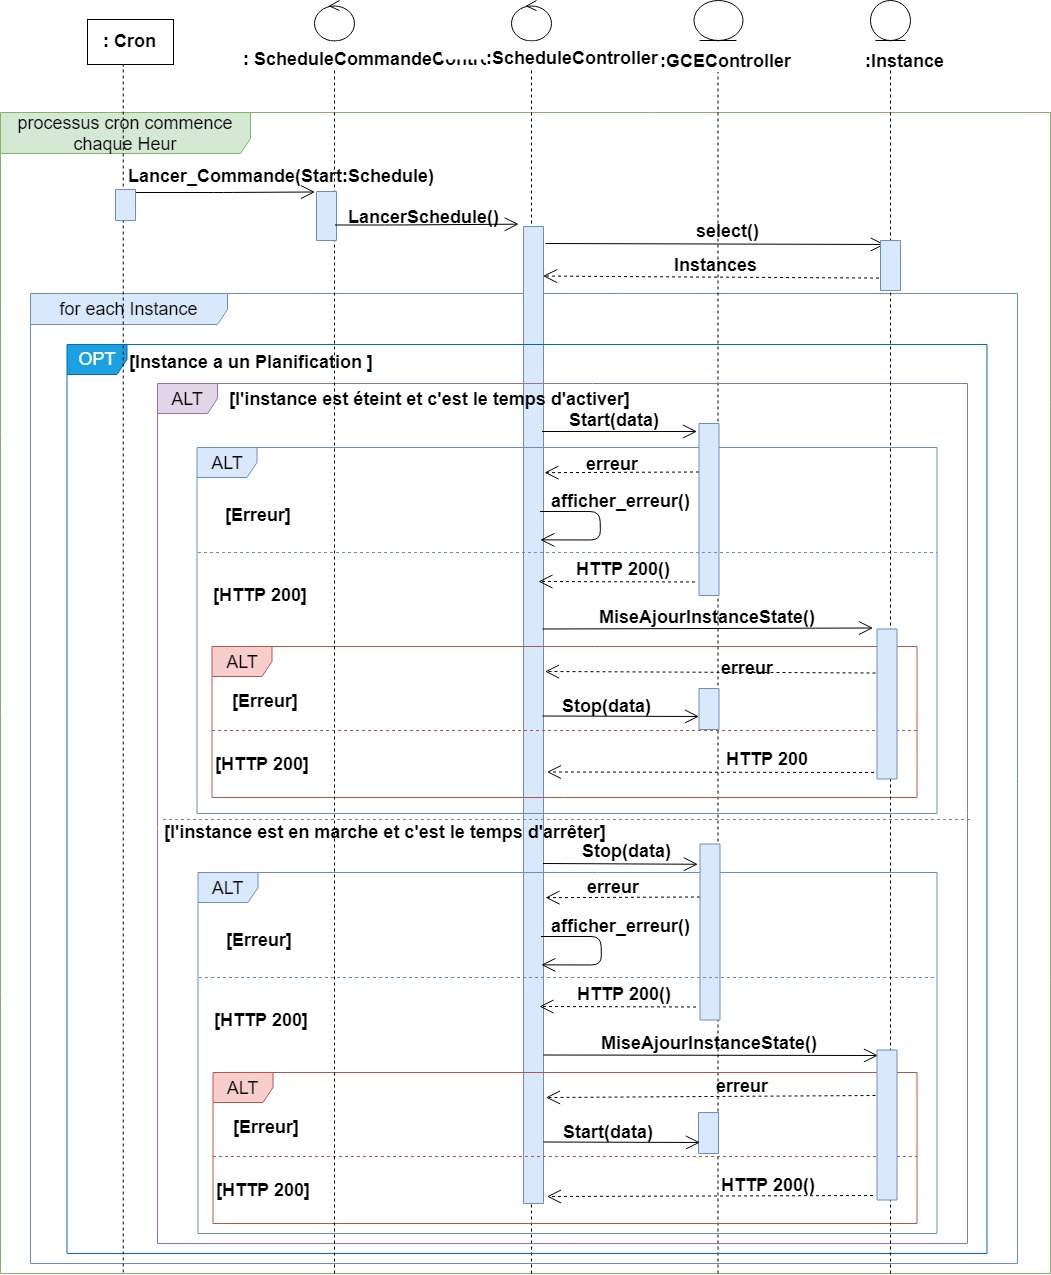 : Cron
: ScheduleCommandeContr
:ScheduleController
:GCEController
:Instance
processus cron commence
chaque Heur
Lancer_Commande(Start:Schedule)
LancerSchedule()
select()
Instances
for each Instance
OPT
[Instance a un Planification ]
ALT
[l'instance est éteint et c'est le temps d'activer]
Start(data)
ALT
erreur
afficher_erreur()
[Erreur]
HTTP 200()
[HTTP 200]
MiseAjourInstanceState()
ALT
erreur
[Erreur]
Stop(data)
HTTP 200
[HTTP 200]
[l'instance est en marche et c'est le temps d'arrêter]
Stop(data)
ALT
erreur
afficher_erreur()
[Erreur]
HTTP 200()
[HTTP 200]
MiseAjourInstanceState()
ALT
erreur
[Erreur]
Start(data)
HTTP 200()
[HTTP 200]